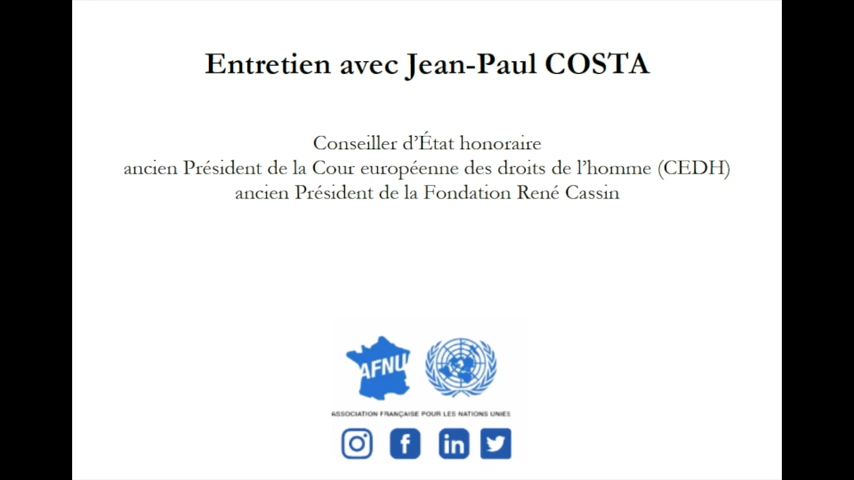 Entretien avec Jean-Paul COSTA
Conseiller d'État honoraire
ancien Président de la Cour européenne des droits de l'homme (CEDH)
ancien Président de la Fondation René Cassin
AFNU
ASSOCIATION FRANÇAISE POUR LES NATIONS UNIES